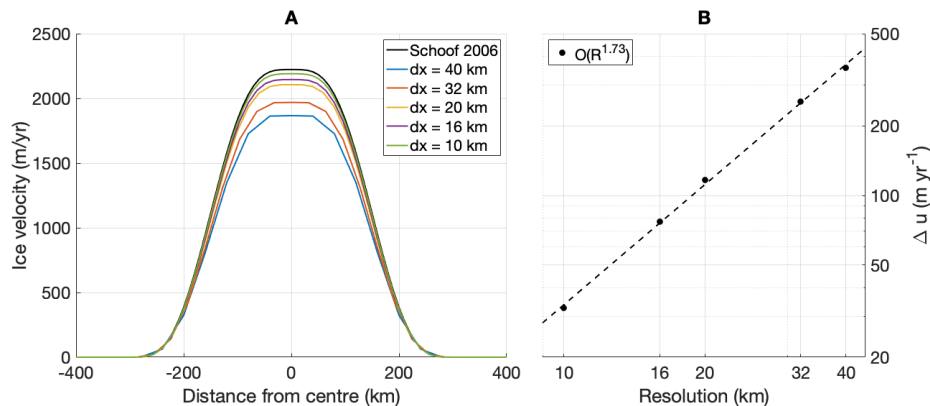 A
2500
2000
1500
1000
500
0
Ice velocity (m/yr)
Schoof 2006
dx = 40 km
dx = 32 km
dx = 20 km
dx = 16 km
dx = 10 km
-400
-200
0
200
400
Distance from centre (km)
B
O(R^1.73)
500
200
100
50
20
Δ u (m yr^-1)
10
16
20
32
40
Resolution (km)